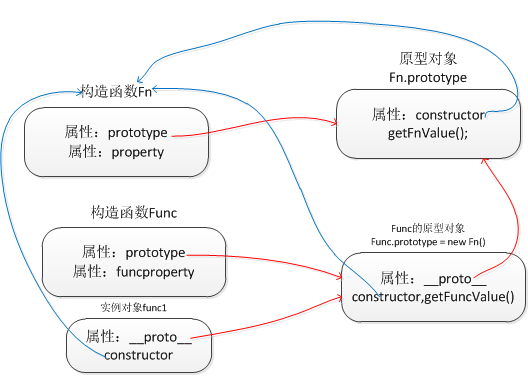 构造函数Fn
属性：prototype
属性：property
原型对象
Fn.prototype
属性：constructor
getFnValue();
构造函数Func
属性：prototype
属性：funcproperty
Func的原型对象
Func.prototype = new Fn()
属性：__proto__
constructor,getFuncValue()
实例对象func1
属性：__proto__
constructor